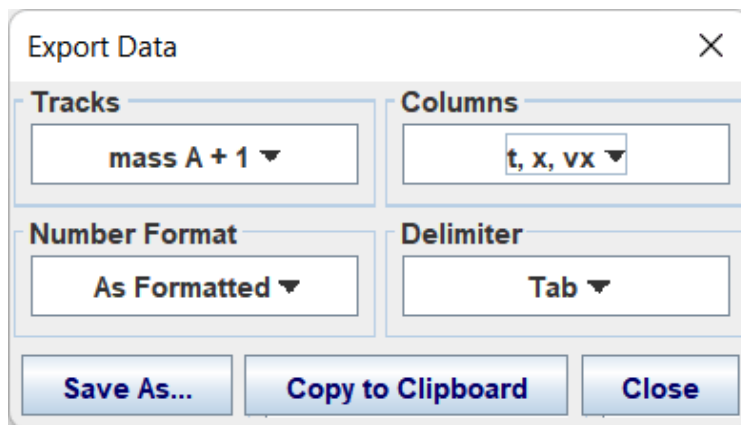 Export Data
Tracks
Columns
mass A + 1
t, x, vx
Number Format
Delimiter
As Formatted
Tab
Save As...
Copy to Clipboard
Close